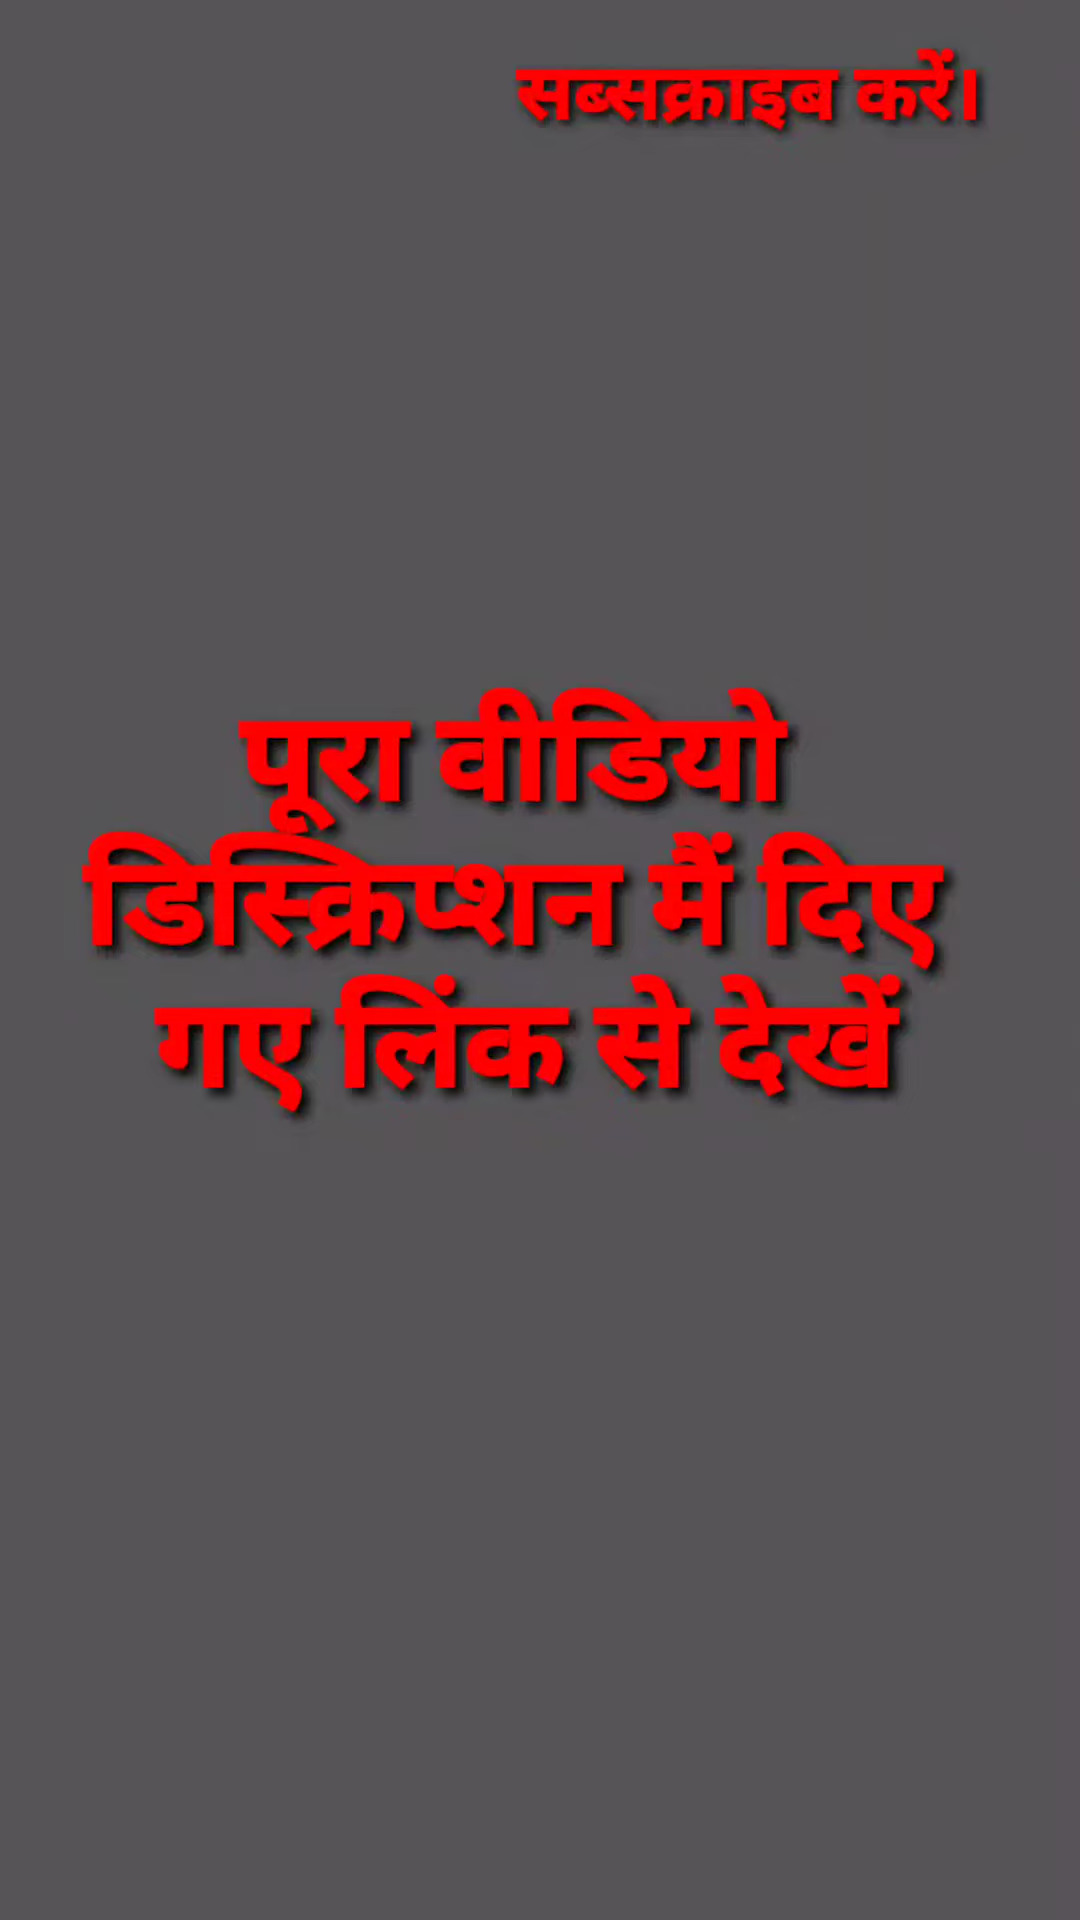 सब्सक्राइब करें।
पूरा वीडियो
डिस्क्रिप्शन मैं दिए
गए लिंक से देखें